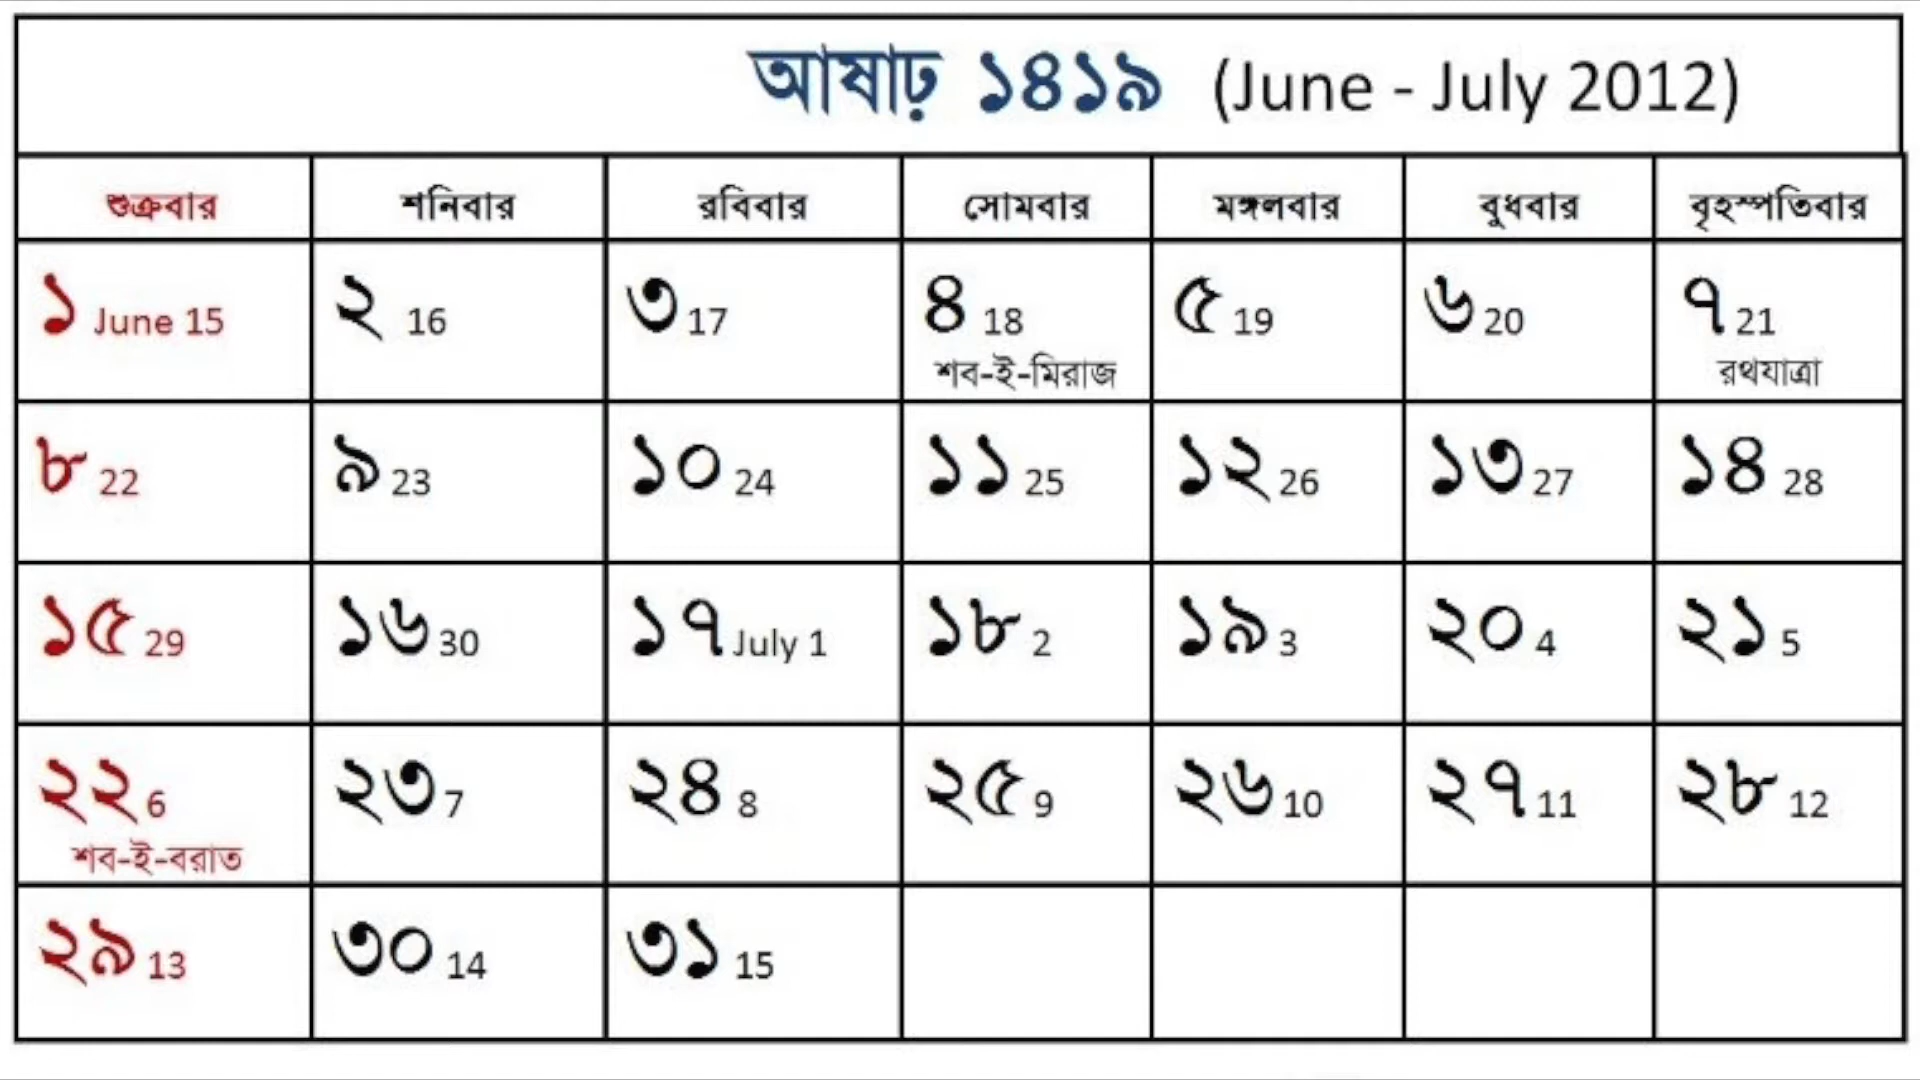 আষাঢ় ১৪১৯ (June - July 2012)
শুক্রবার শনিবার রবিবার সোমবার মঙ্গলবার বুধবার বৃহস্পতিবার
১ June 15 ২ 16 ৩ 17 ৪ 18 ৫ 19 ৬ 20 ৭ 21
শব-ই-মিরাজ রথযাত্রা
৮ 22 ৯ 23 ১০ 24 ১১ 25 ১২ 26 ১৩ 27 ১৪ 28
১৫ 29 ১৬ 30 ১৭ July 1 ১৮ 2 ১৯ 3 ২০ 4 ২১ 5
২২ 6 ২৩ 7 ২৪ 8 ২৫ 9 ২৬ 10 ২৭ 11 ২৮ 12
শব-ই-বরাত
২৯ 13 ৩০ 14 ৩১ 15